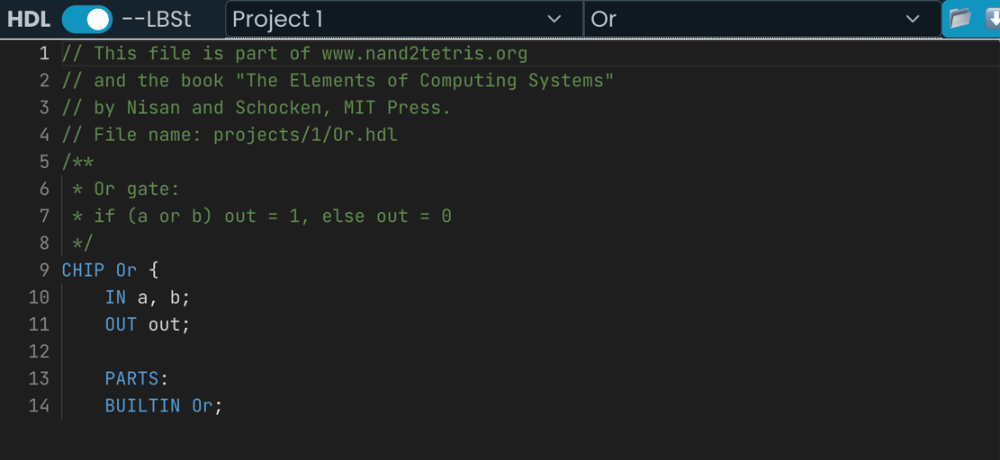 HDL --LBSt Project 1 Or
1 // This file is part of www.nand2tetris.org
2 // and the book "The Elements of Computing Systems"
3 // by Nisan and Schocken, MIT Press.
4 // File name: projects/1/Or.hdl
5 /**
6 * Or gate:
7 * if (a or b) out = 1, else out = 0
8 */
9 CHIP Or {
10 IN a, b;
11 OUT out;
12
13 PARTS:
14 BUILTIN Or;